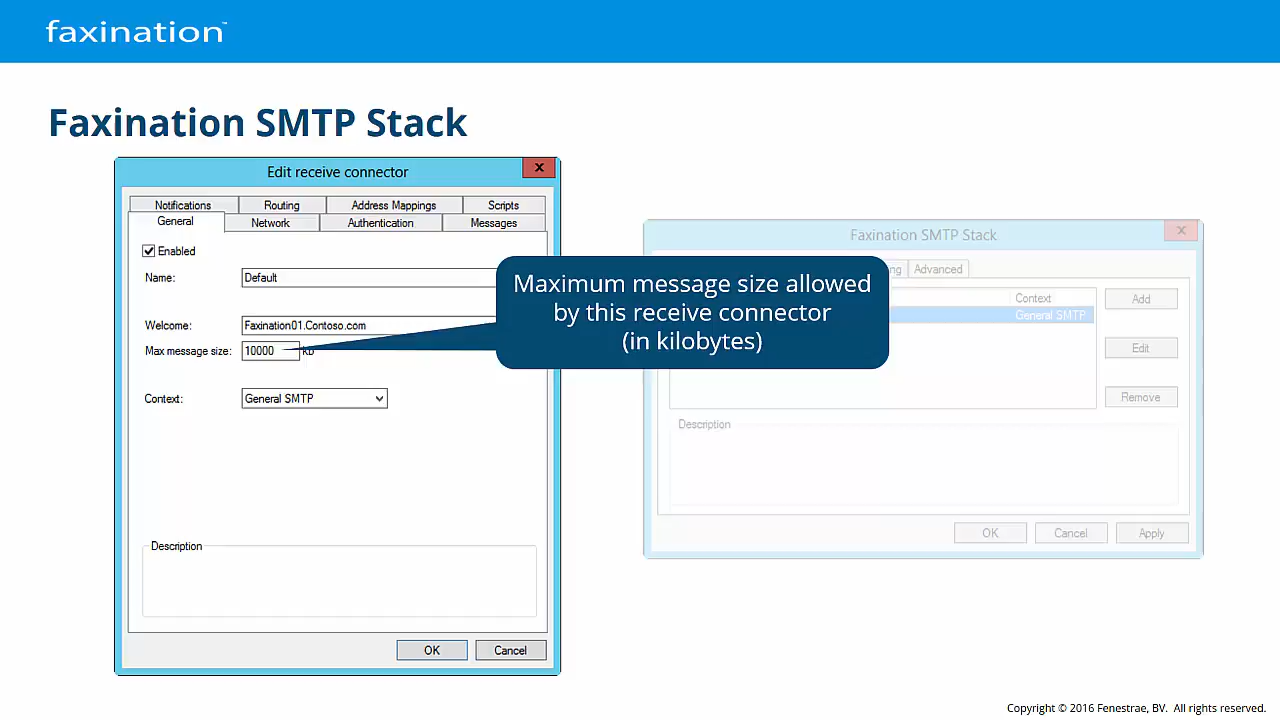 faxination™
Faxination SMTP Stack
Edit receive connector
x
Notifications Routing Address Mappings Scripts
General Network Authentication Messages
Enabled
Name: Default
Welcome: Faxination01.Contoso.com
Max message size: 10000 kb
Context: General SMTP
Description
OK Cancel
Maximum message size allowed
by this receive connector
(in kilobytes)
Faxination SMTP Stack
x
Advanced
Context
General SMTP
Add
Edit
Remove
Description
OK Cancel Apply
Copyright © 2016 Fenestrae, BV. All rights reserved.